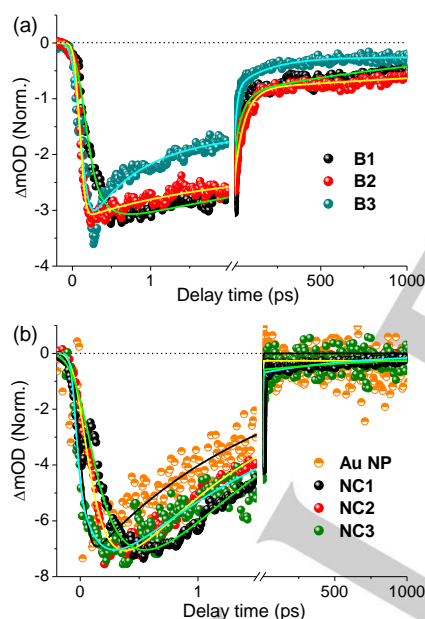 (a)
0
-1
-2
-3
-4
ΔmOD (Norm.)
B1
B2
B3
0 1 500 1000
Delay time (ps)
(b)
0
-2
-4
-6
-8
ΔmOD (Norm.)
Au NP
NC1
NC2
NC3
0 1 500 1000
Delay time (ps)